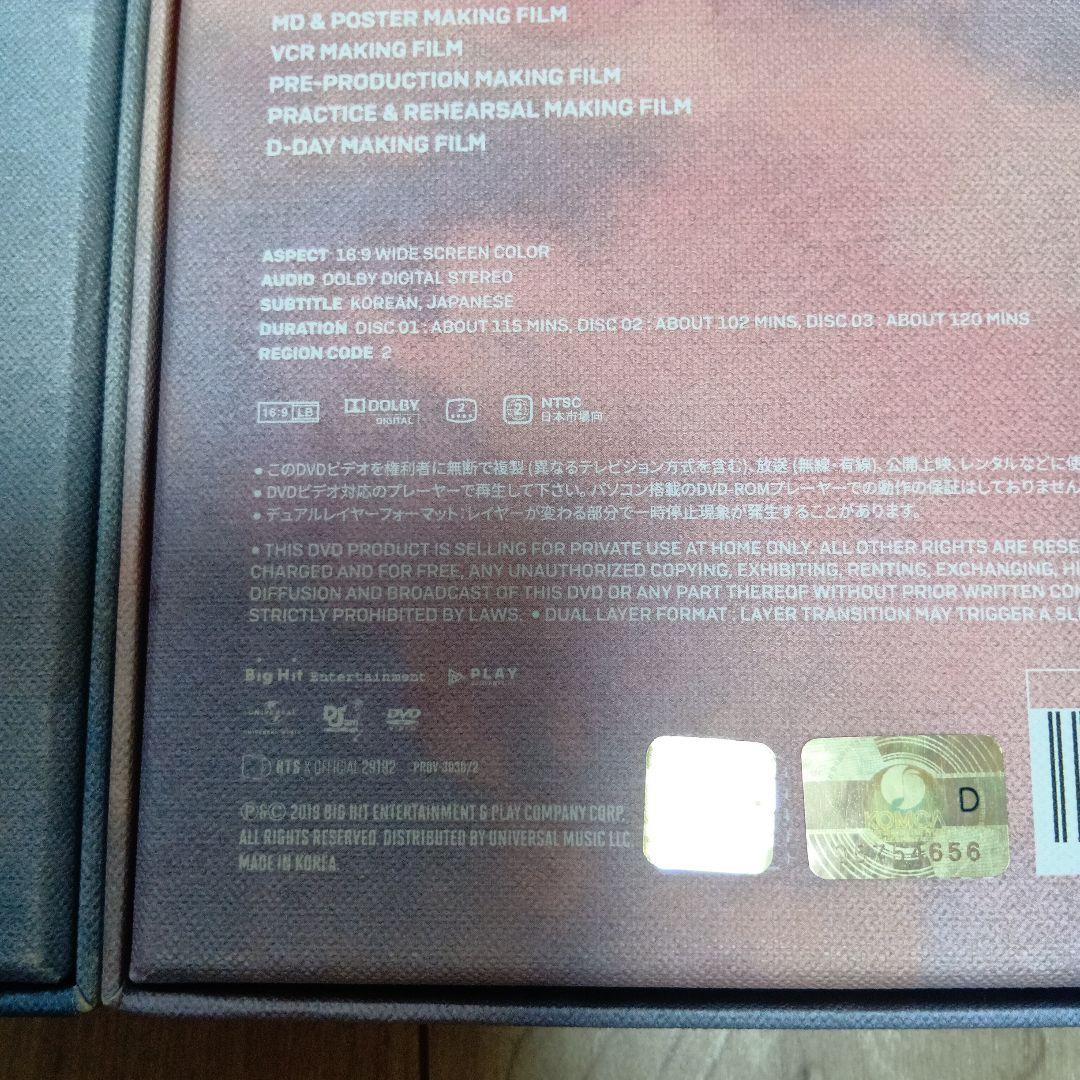 MD & POSTER MAKING FILM
VCR MAKING FILM
PRE-PRODUCTION MAKING FILM
PRACTICE & REHEARSAL MAKING FILM
D-DAY MAKING FILM
ASPECT 16:9 WIDE SCREEN COLOR
AUDIO DOLBY DIGITAL STEREO
SUBTITLE KOREAN, JAPANESE
DURATION DISC 01 : ABOUT 115 MINS, DISC 02 : ABOUT 102 MINS, DISC 03 : ABOUT 120 MINS
REGION CODE 2
16:9 LB DOLBY DIGITAL 2 2 NTSC 日本市場向
• このDVDビデオを権利者に無断で複製 (異なるテレビジョン方式を含む)、放送 (無線・有線)、公開上映、レンタルなどに使
• DVDビデオ対応のプレーヤーで再生して下さい。パソコン搭載のDVD-ROMプレーヤーでの動作の保証はしておりません
• デュアルレイヤーフォーマット:レイヤーが変わる部分で一時停止現象が発生することがあります。
• THIS DVD PRODUCT IS SELLING FOR PRIVATE USE AT HOME ONLY. ALL OTHER RIGHTS ARE RESE
CHARGED AND FOR FREE, ANY UNAUTHORIZED COPYING, EXHIBITING, RENTING, EXCHANGING, HI
DIFFUSION AND BROADCAST OF THIS DVD OR ANY PART THEREOF WITHOUT PRIOR WRITTEN CON
STRICTLY PROHIBITED BY LAWS. • DUAL LAYER FORMAT : LAYER TRANSITION MAY TRIGGER A SL
Big Hit Entertainment PLAY
UNIVERSAL Def Jam DVD
BTS X OFFICIAL 29192
℗&© 2019 BIG HIT ENTERTAINMENT & PLAY COMPANY CORP.
ALL RIGHTS RESERVED. DISTRIBUTED BY UNIVERSAL MUSIC LLC
MADE IN KOREA.
KOMCA D